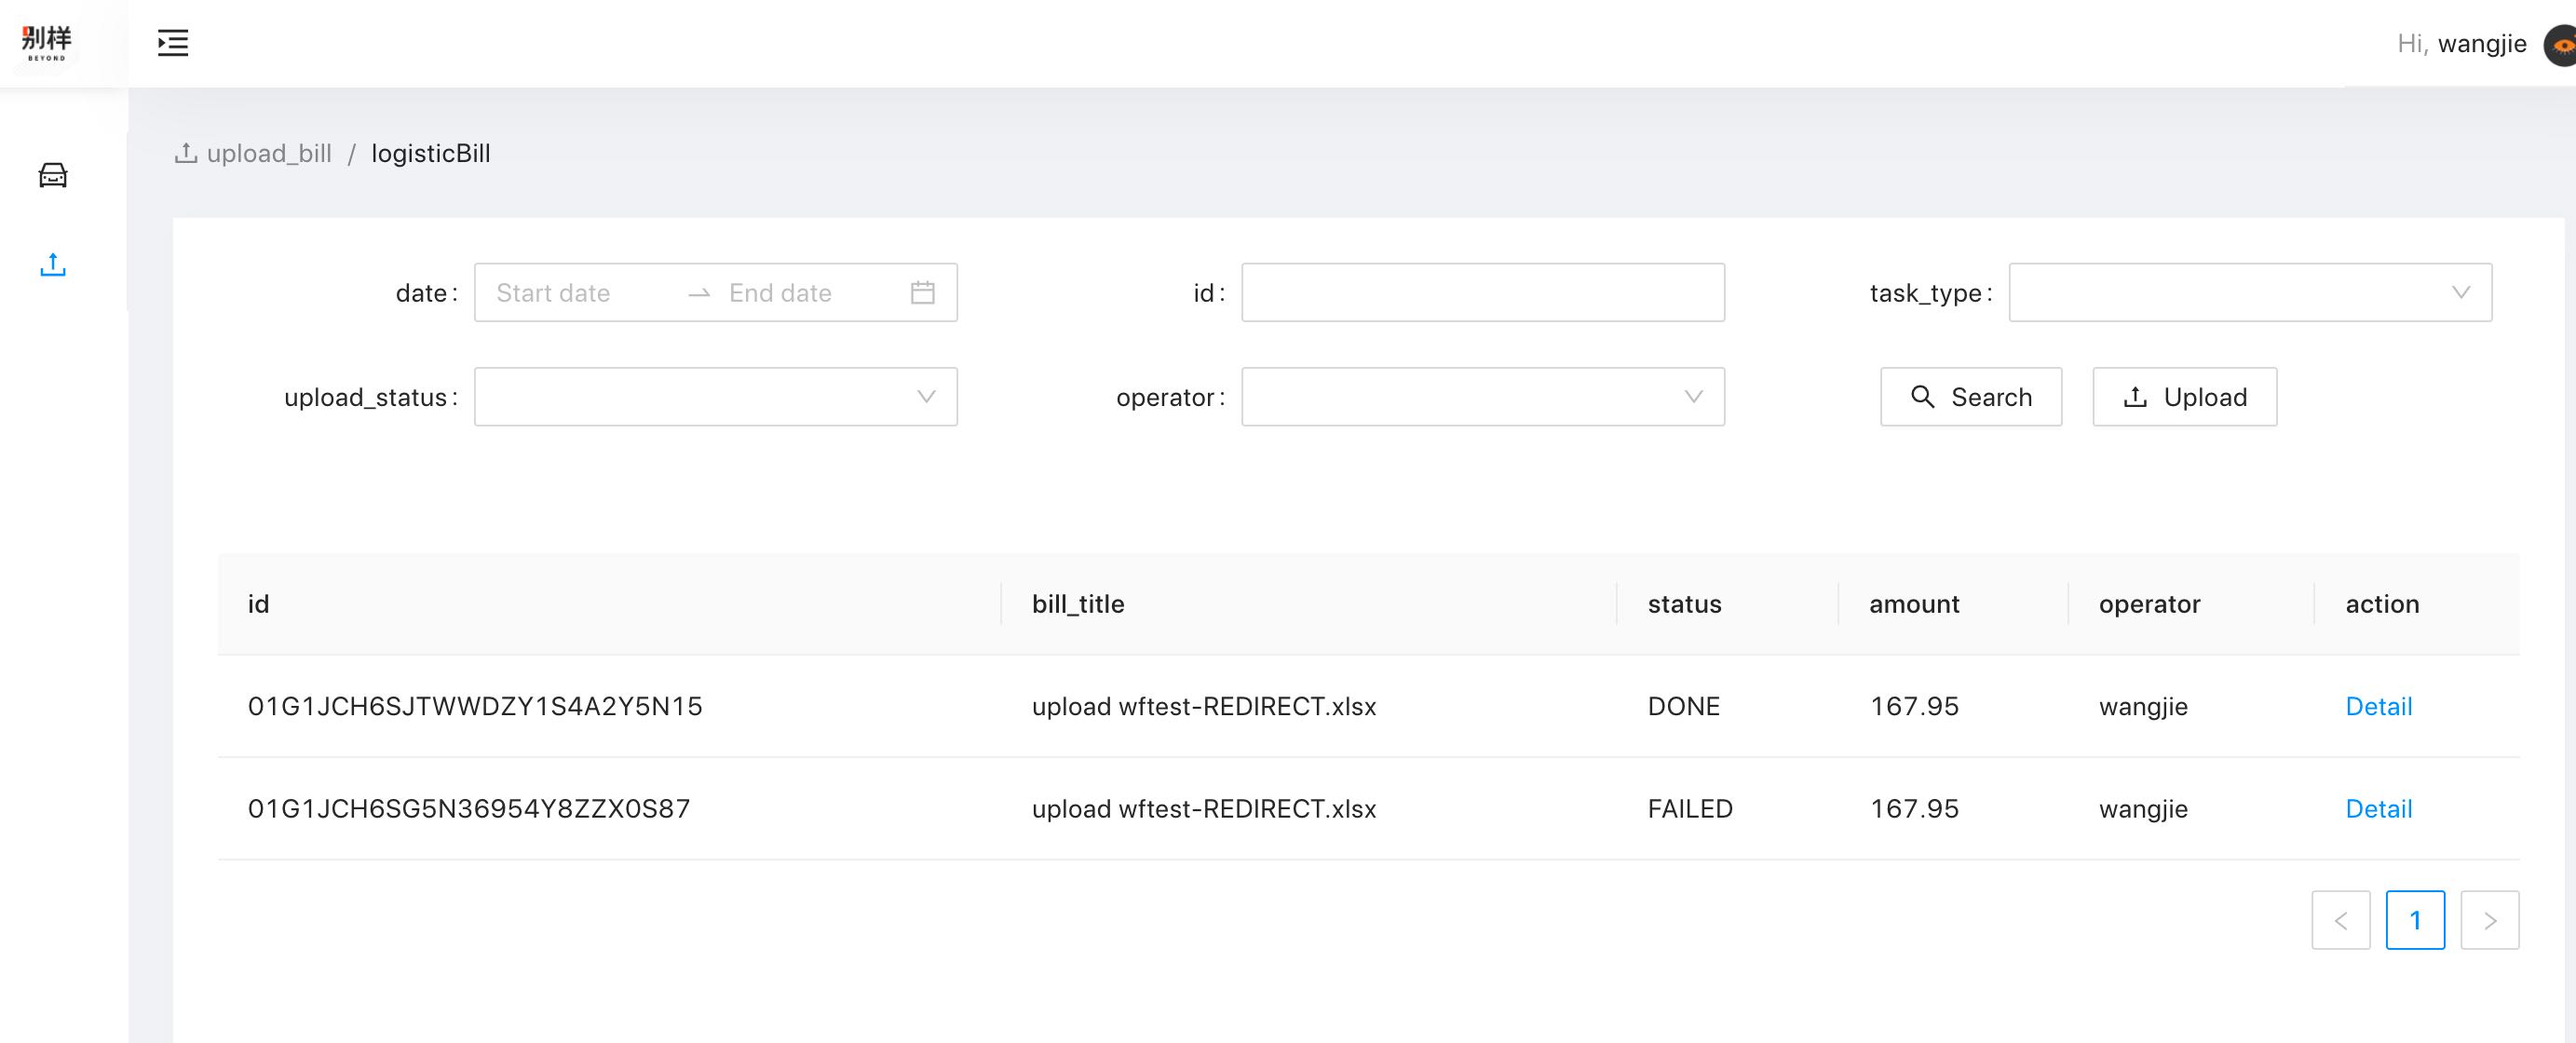 别样
BEYOND
Hi, wangjie
upload_bill / logisticBill
date: Start date → End date
id:
task_type:
upload_status:
operator:
Search
Upload
id bill_title status amount operator action
01G1JCH6SJTWWDZY1S4A2Y5N15 upload wftest-REDIRECT.xlsx DONE 167.95 wangjie Detail
01G1JCH6SG5N36954Y8ZZX0S87 upload wftest-REDIRECT.xlsx FAILED 167.95 wangjie Detail
< 1 >